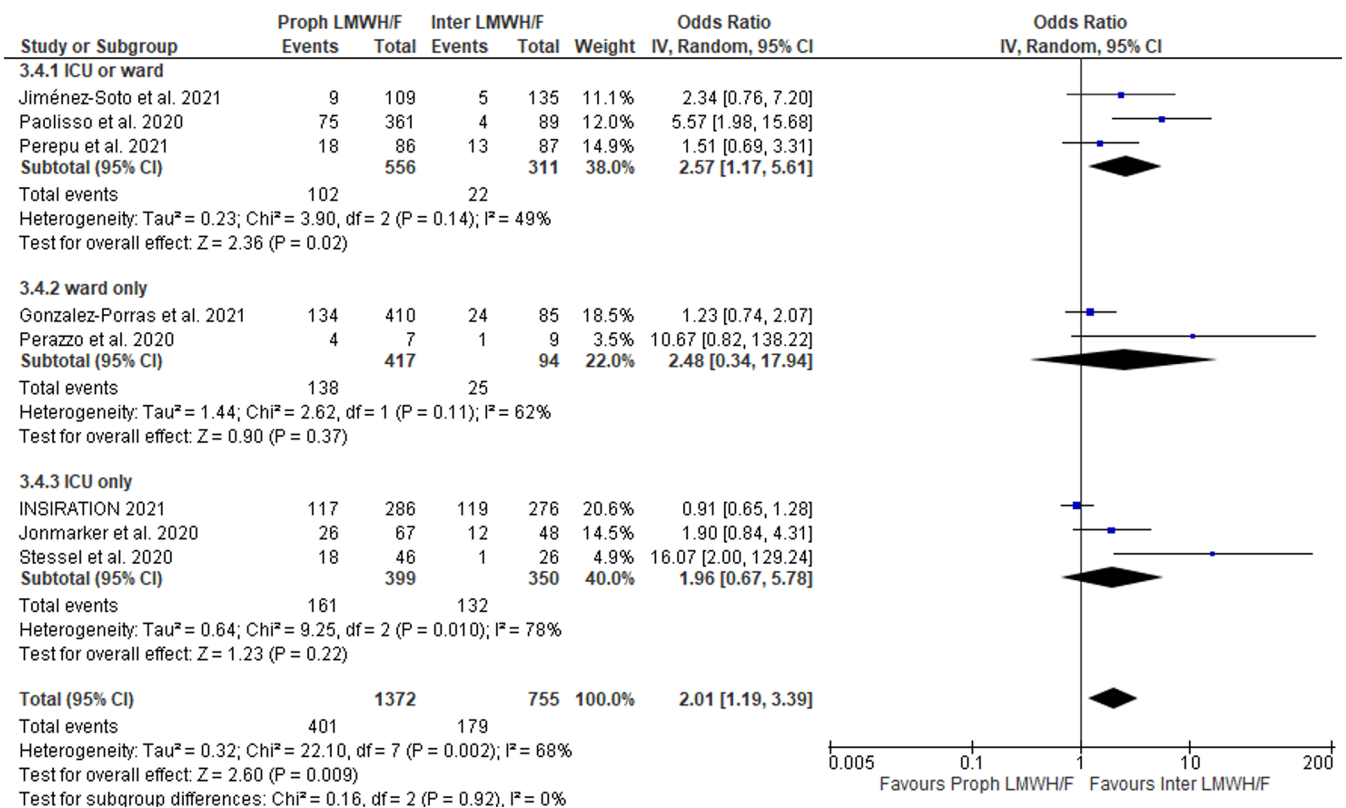 Proph LMWH/F Inter LMWH/F Odds Ratio Odds Ratio
Study or Subgroup Events Total Events Total Weight IV, Random, 95% CI IV, Random, 95% CI
3.4.1 ICU or ward
Jiménez-Soto et al. 2021 9 109 5 135 11.1% 2.34 [0.76, 7.20]
Paolisso et al. 2020 75 361 4 89 12.0% 5.57 [1.98, 15.68]
Perepu et al. 2021 18 86 13 87 14.9% 1.51 [0.69, 3.31]
Subtotal (95% CI) 556 311 38.0% 2.57 [1.17, 5.61]
Total events 102 22
Heterogeneity: Tau² = 0.23; Chi² = 3.90, df = 2 (P = 0.14); I² = 49%
Test for overall effect: Z = 2.36 (P = 0.02)
3.4.2 ward only
Gonzalez-Porras et al. 2021 134 410 24 85 18.5% 1.23 [0.74, 2.07]
Perazzo et al. 2020 4 7 1 9 3.5% 10.67 [0.82, 138.22]
Subtotal (95% CI) 417 94 22.0% 2.48 [0.34, 17.94]
Total events 138 25
Heterogeneity: Tau² = 1.44; Chi² = 2.62, df = 1 (P = 0.11); I² = 62%
Test for overall effect: Z = 0.90 (P = 0.37)
3.4.3 ICU only
INSIRATION 2021 117 286 119 276 20.6% 0.91 [0.65, 1.28]
Jonmarker et al. 2020 26 67 12 48 14.5% 1.90 [0.84, 4.31]
Stessel et al. 2020 18 46 1 26 4.9% 16.07 [2.00, 129.24]
Subtotal (95% CI) 399 350 40.0% 1.96 [0.67, 5.78]
Total events 161 132
Heterogeneity: Tau² = 0.64; Chi² = 9.25, df = 2 (P = 0.010); I² = 78%
Test for overall effect: Z = 1.23 (P = 0.22)
Total (95% CI) 1372 755 100.0% 2.01 [1.19, 3.39]
Total events 401 179
Heterogeneity: Tau² = 0.32; Chi² = 22.10, df = 7 (P = 0.002); I² = 68%
Test for overall effect: Z = 2.60 (P = 0.009)
Test for subgroup differences: Chi² = 0.16, df = 2 (P = 0.92), I² = 0%
0.005 0.1 1 10 200
Favours Proph LMWH/F Favours Inter LMWH/F